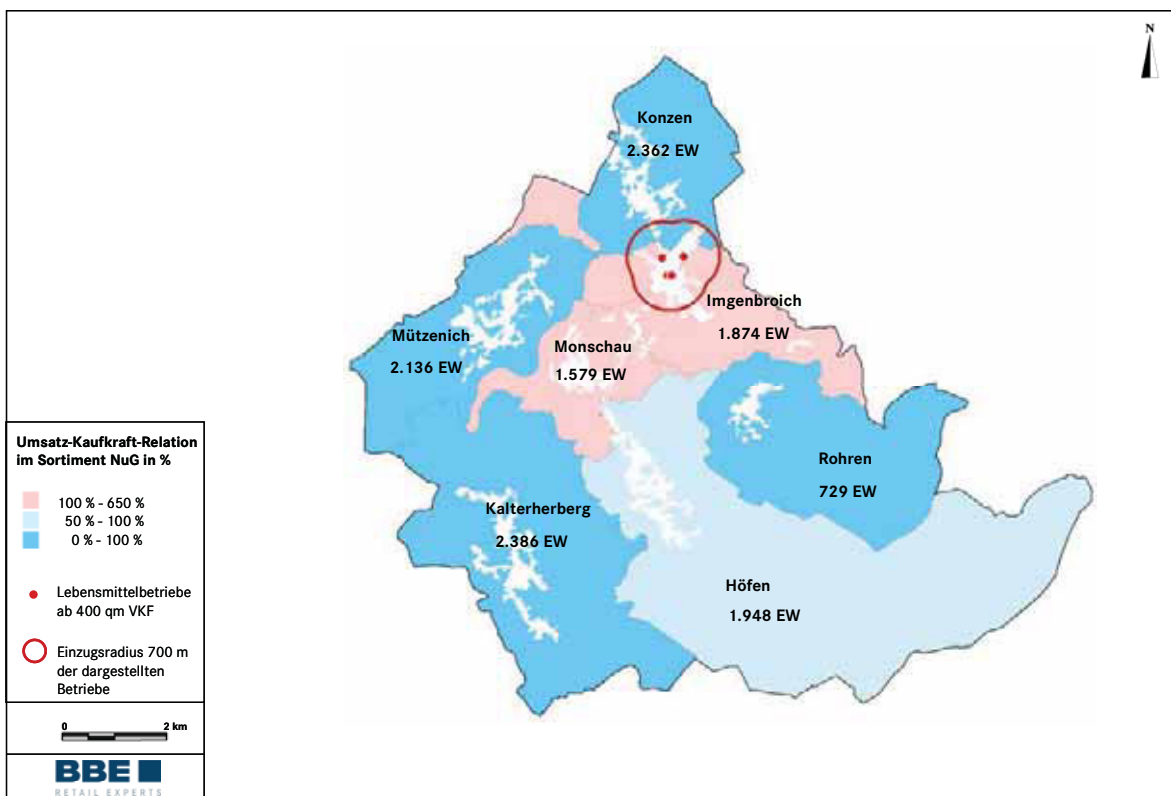 N
Konzen
2.362 EW
Imgenbroich
1.874 EW
Mützenich
2.136 EW
Monschau
1.579 EW
Rohren
729 EW
Kalterherberg
2.386 EW
Höfen
1.948 EW
Umsatz-Kaufkraft-Relation
im Sortiment NuG in %
100 % - 650 %
50 % - 100 %
0 % - 100 %
Lebensmittelbetriebe
ab 400 qm VKF
Einzugsradius 700 m
der dargestellten
Betriebe
0 2 km
BBE
RETAIL EXPERTS